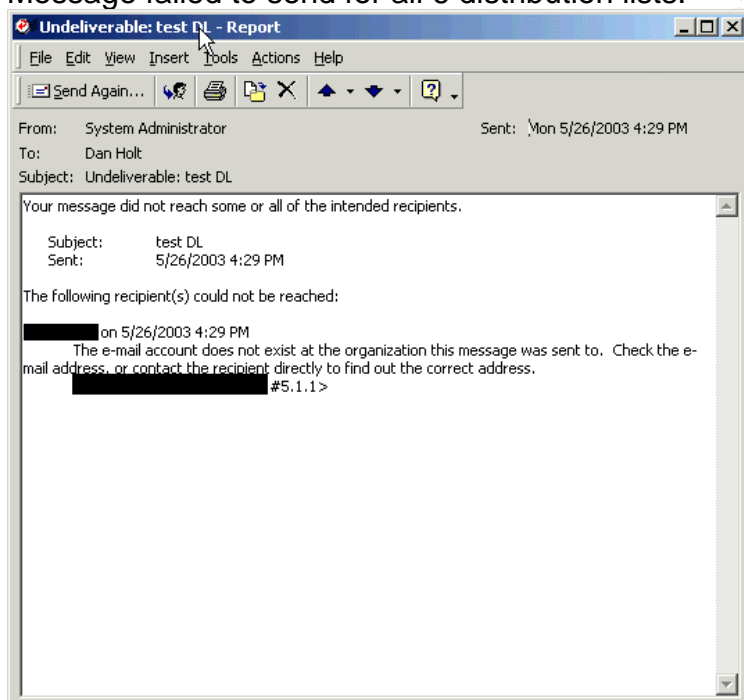 Message failed to send for all 3 distribution lists.
Undeliverable: test DL - Report
File Edit View Insert Tools Actions Help
Send Again...
From: System Administrator Sent: Mon 5/26/2003 4:29 PM
To: Dan Holt
Subject: Undeliverable: test DL
Your message did not reach some or all of the intended recipients.
Subject: test DL
Sent: 5/26/2003 4:29 PM
The following recipient(s) could not be reached:
on 5/26/2003 4:29 PM
The e-mail account does not exist at the organization this message was sent to. Check the e-
mail address, or contact the recipient directly to find out the correct address.
#5.1.1>